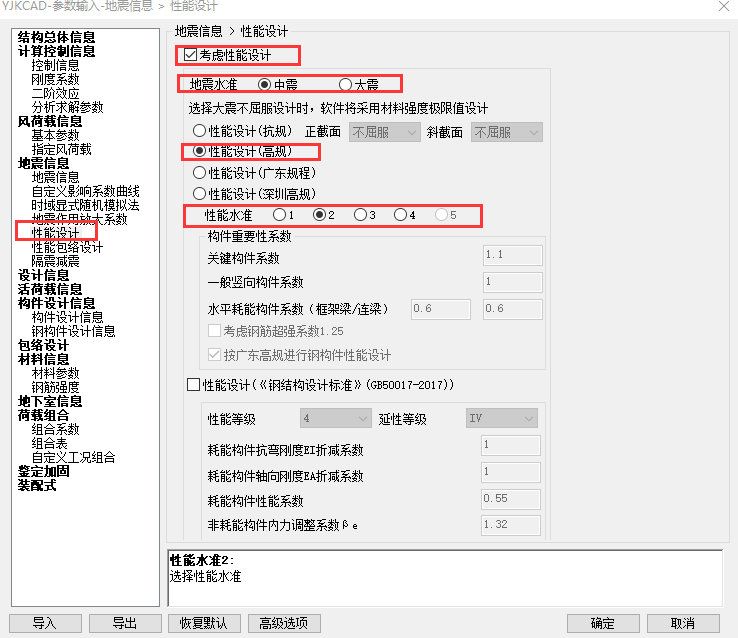 YJKCAD-参数输入-地震信息 > 性能设计
结构总体信息
计算控制信息
控制信息
刚度系数
二阶效应
分析求解参数
风荷载信息
基本参数
指定风荷载
地震信息
地震信息
自定义影响系数曲线
时域显式随机模拟法
地震作用放大系数
性能设计
性能包络设计
隔震减震
设计信息
活荷载信息
构件设计信息
构件设计信息
钢构件设计信息
包络设计
材料信息
材料参数
钢筋强度
地下室信息
荷载组合
组合系数
组合表
自定义工况组合
鉴定加固
装配式
地震信息 > 性能设计
考虑性能设计
地震水准 中震 大震
选择大震不屈服设计时，软件将采用材料强度极限值设计
性能设计(抗规) 正截面 不屈服 斜截面 不屈服
性能设计(高规)
性能设计(广东规程)
性能设计(深圳高规)
性能水准 1 2 3 4 5
构件重要性系数
关键构件系数 1.1
一般竖向构件系数 1
水平耗能构件系数（框架梁/连梁） 0.6 0.6
考虑钢筋超强系数1.25
按广东高规进行钢构件性能设计
性能设计(《钢结构设计标准》(GB50017-2017))
性能等级 4 延性等级 IV
耗能构件抗弯刚度EI折减系数 1
耗能构件轴向刚度EA折减系数 1
耗能构件性能系数 0.55
非耗能构件内力调整系数βe 1.32
性能水准2:
选择性能水准
导入 导出 恢复默认 高级选项 确定 取消